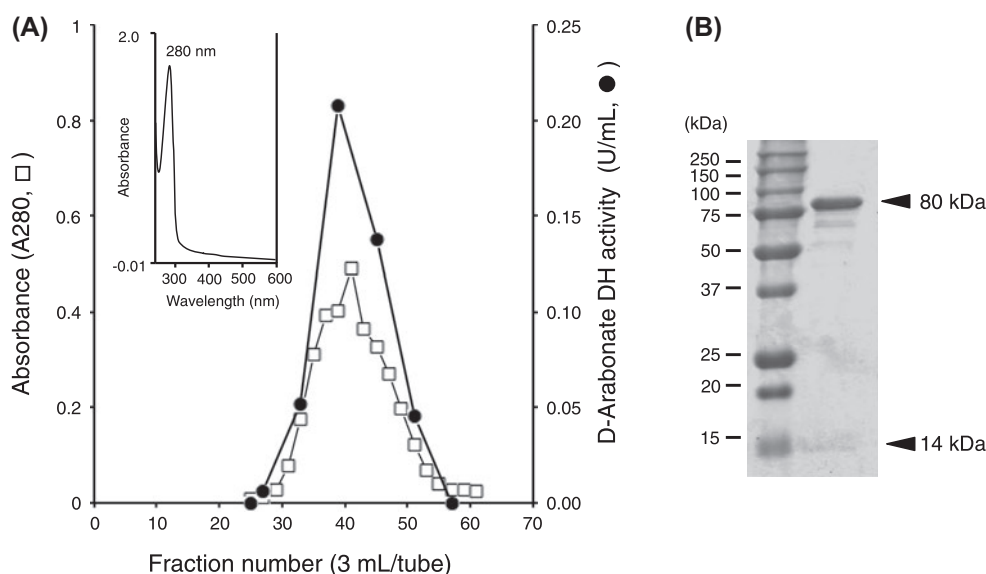 (A)
1
0.8
0.6
0.4
0.2
0
Absorbance (A280, □ )
0.25
0.20
0.15
0.10
0.05
0.00
D-Arabonate DH activity (U/mL, ● )
0 10 20 30 40 50 60 70
Fraction number (3 mL/tube)
2.0
280 nm
Absorbance
-0.01
300 400 500 600
Wavelength (nm)
(B)
(kDa)
250
150
100
75
50
37
25
20
15
80 kDa
14 kDa